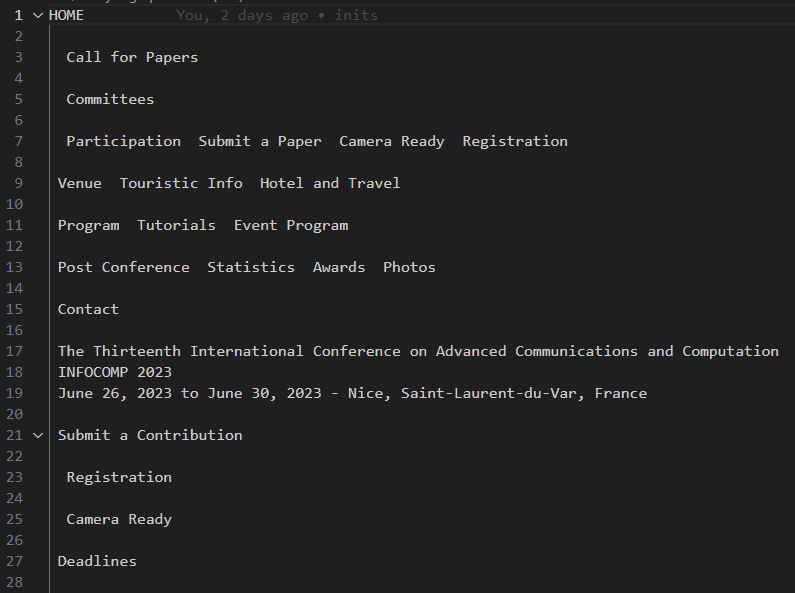 1 HOME You, 2 days ago • inits
2
3 Call for Papers
4
5 Committees
6
7 Participation Submit a Paper Camera Ready Registration
8
9 Venue Touristic Info Hotel and Travel
10
11 Program Tutorials Event Program
12
13 Post Conference Statistics Awards Photos
14
15 Contact
16
17 The Thirteenth International Conference on Advanced Communications and Computation
18 INFOCOMP 2023
19 June 26, 2023 to June 30, 2023 - Nice, Saint-Laurent-du-Var, France
20
21 Submit a Contribution
22
23 Registration
24
25 Camera Ready
26
27 Deadlines
28